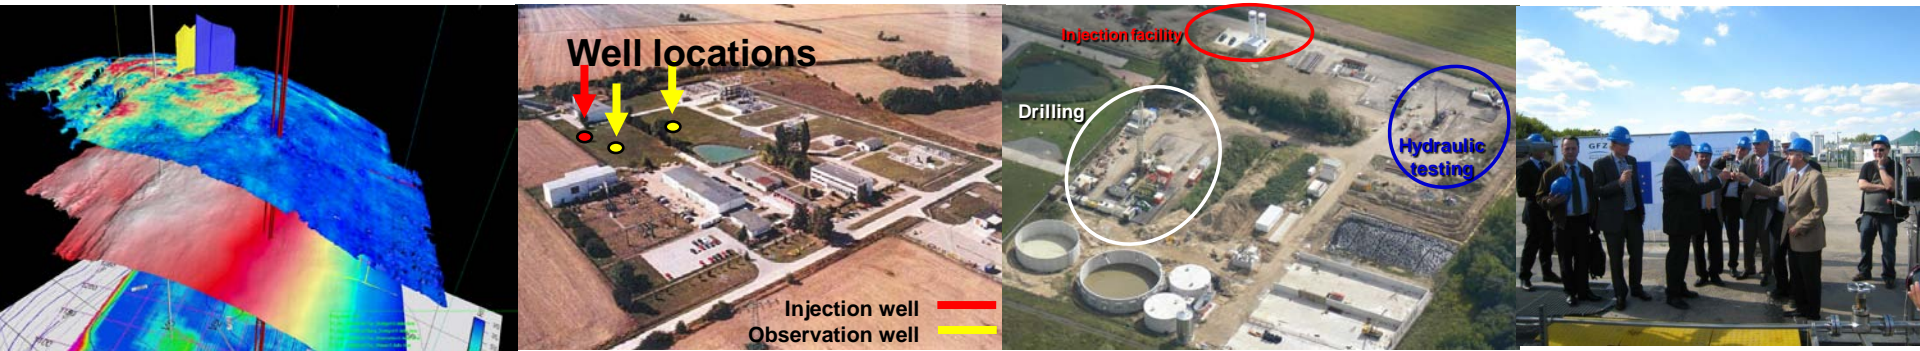 Well locations
Injection well
Observation well
Injection facility
Drilling
Hydraulic
testing
GFZ